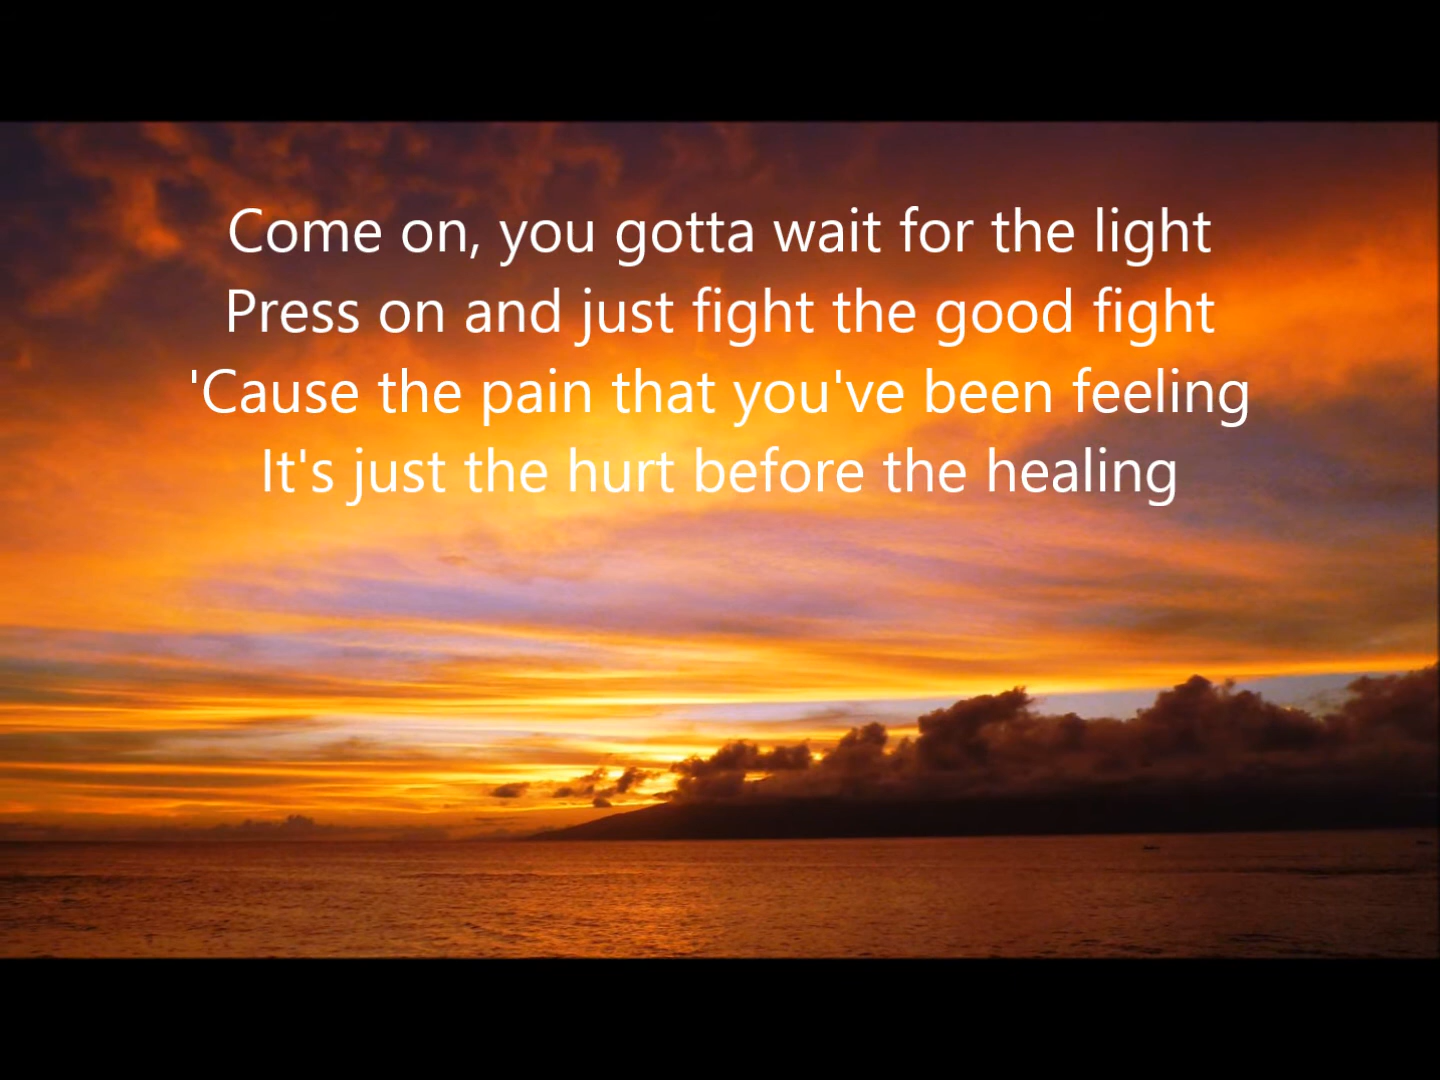 Come on, you gotta wait for the light
Press on and just fight the good fight
'Cause the pain that you've been feeling
It's just the hurt before the healing